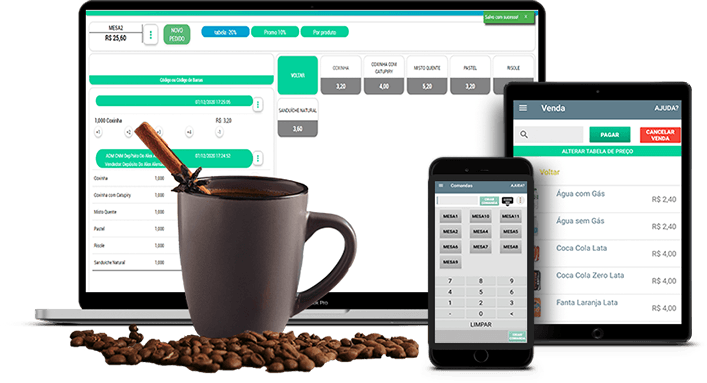 Salvo com sucesso! x
MESA2
R$ 25,60
NOVO
PEDIDO
tabela -20%
Promo 10%
Por produto
Código ou Código de Barras
07/12/2020 17:25:05
1,000 Coxinha
R$ 3,20
+1
07/12/2020 17:24:52
Coxinha
1,000
Coxinha com Catupiry
1,000
Misto Quente
1,000
Pastel
1,000
Risole
1,000
Sanduiche Natural
1,000
VOLTAR
COXINHA
3,20
COXINHA COM
CATUPIRY
4,00
MISTO QUENTE
5,20
PASTEL
3,20
RISOLE
3,20
SANDUICHE NATURAL
3,60
Comandas
AJUDA?
MESA1
MESA10
MESA11
MESA2
MESA4
MESA5
MESA6
MESA7
MESA8
MESA9
7 8 9
4 5 6
1 2 3
- 0 <
LIMPAR
Venda
AJUDA?
PAGAR
CANCELAR
VENDA
ALTERAR TABELA DE PREÇO
Voltar
Água com Gás
R$ 2,40
Água sem Gás
R$ 2,40
Coca Cola Lata
R$ 4,00
Coca Cola Zero Lata
R$ 4,00
Fanta Laranja Lata
R$ 4,00